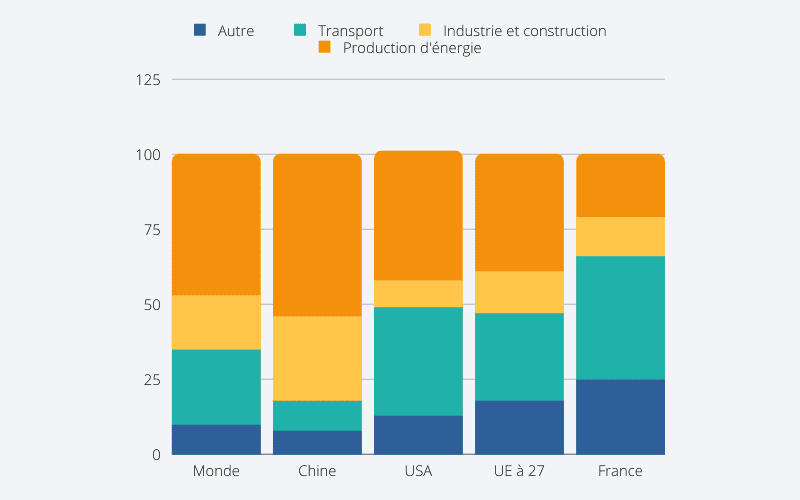 Autre Transport Industrie et construction
Production d'énergie
125
100
75
50
25
0
Monde Chine USA UE à 27 France